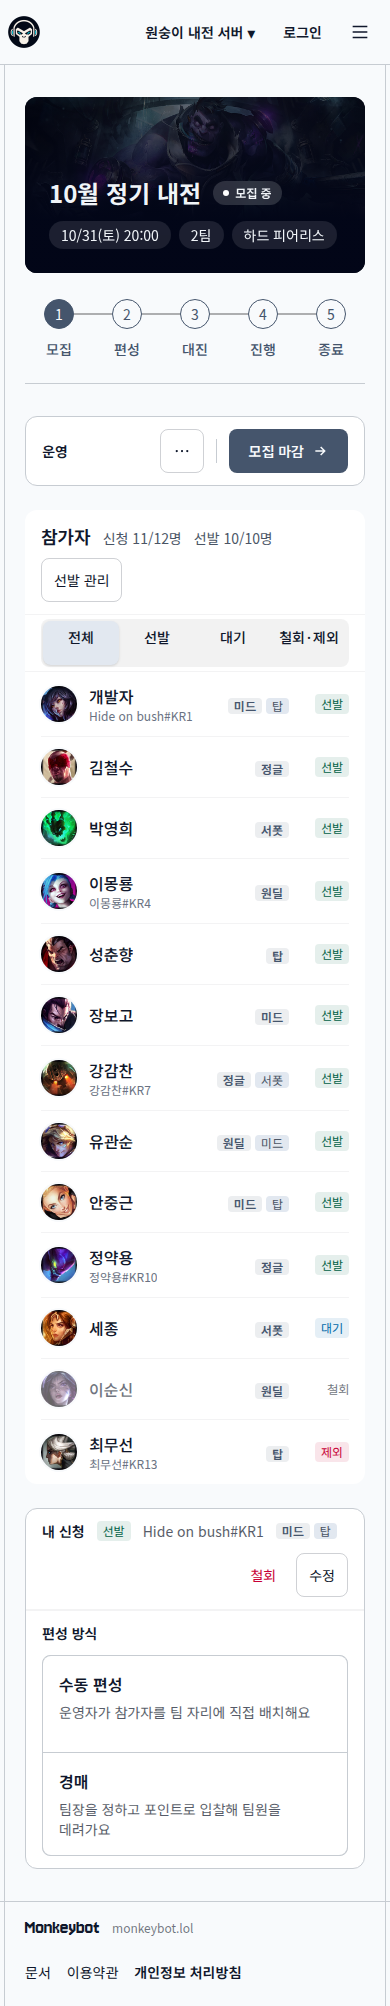 원숭이 내전 서버 ▾ 로그인
10월 정기 내전 모집 중
10/31(토) 20:00 2팀 하드 피어리스
1 2 3 4 5
모집 편성 대진 진행 종료
운영 ··· 모집 마감 →
참가자 신청 11/12명 선발 10/10명
선발 관리
전체 선발 대기 철회·제외
개발자 미드 탑 선발
Hide on bush#KR1
김철수 정글 선발
박영희 서폿 선발
이몽룡 원딜 선발
이몽룡#KR4
성춘향 탑 선발
장보고 미드 선발
강감찬 정글 서폿 선발
강감찬#KR7
유관순 원딜 미드 선발
안중근 미드 탑 선발
정약용 정글 선발
정약용#KR10
세종 서폿 대기
이순신 원딜 철회
최무선 탑 제외
최무선#KR13
내 신청 선발 Hide on bush#KR1 미드 탑
철회 수정
편성 방식
수동 편성
운영자가 참가자를 팀 자리에 직접 배치해요
경매
팀장을 정하고 포인트로 입찰해 팀원을
데려가요
Monkeybot monkeybot.lol
문서 이용약관 개인정보 처리방침